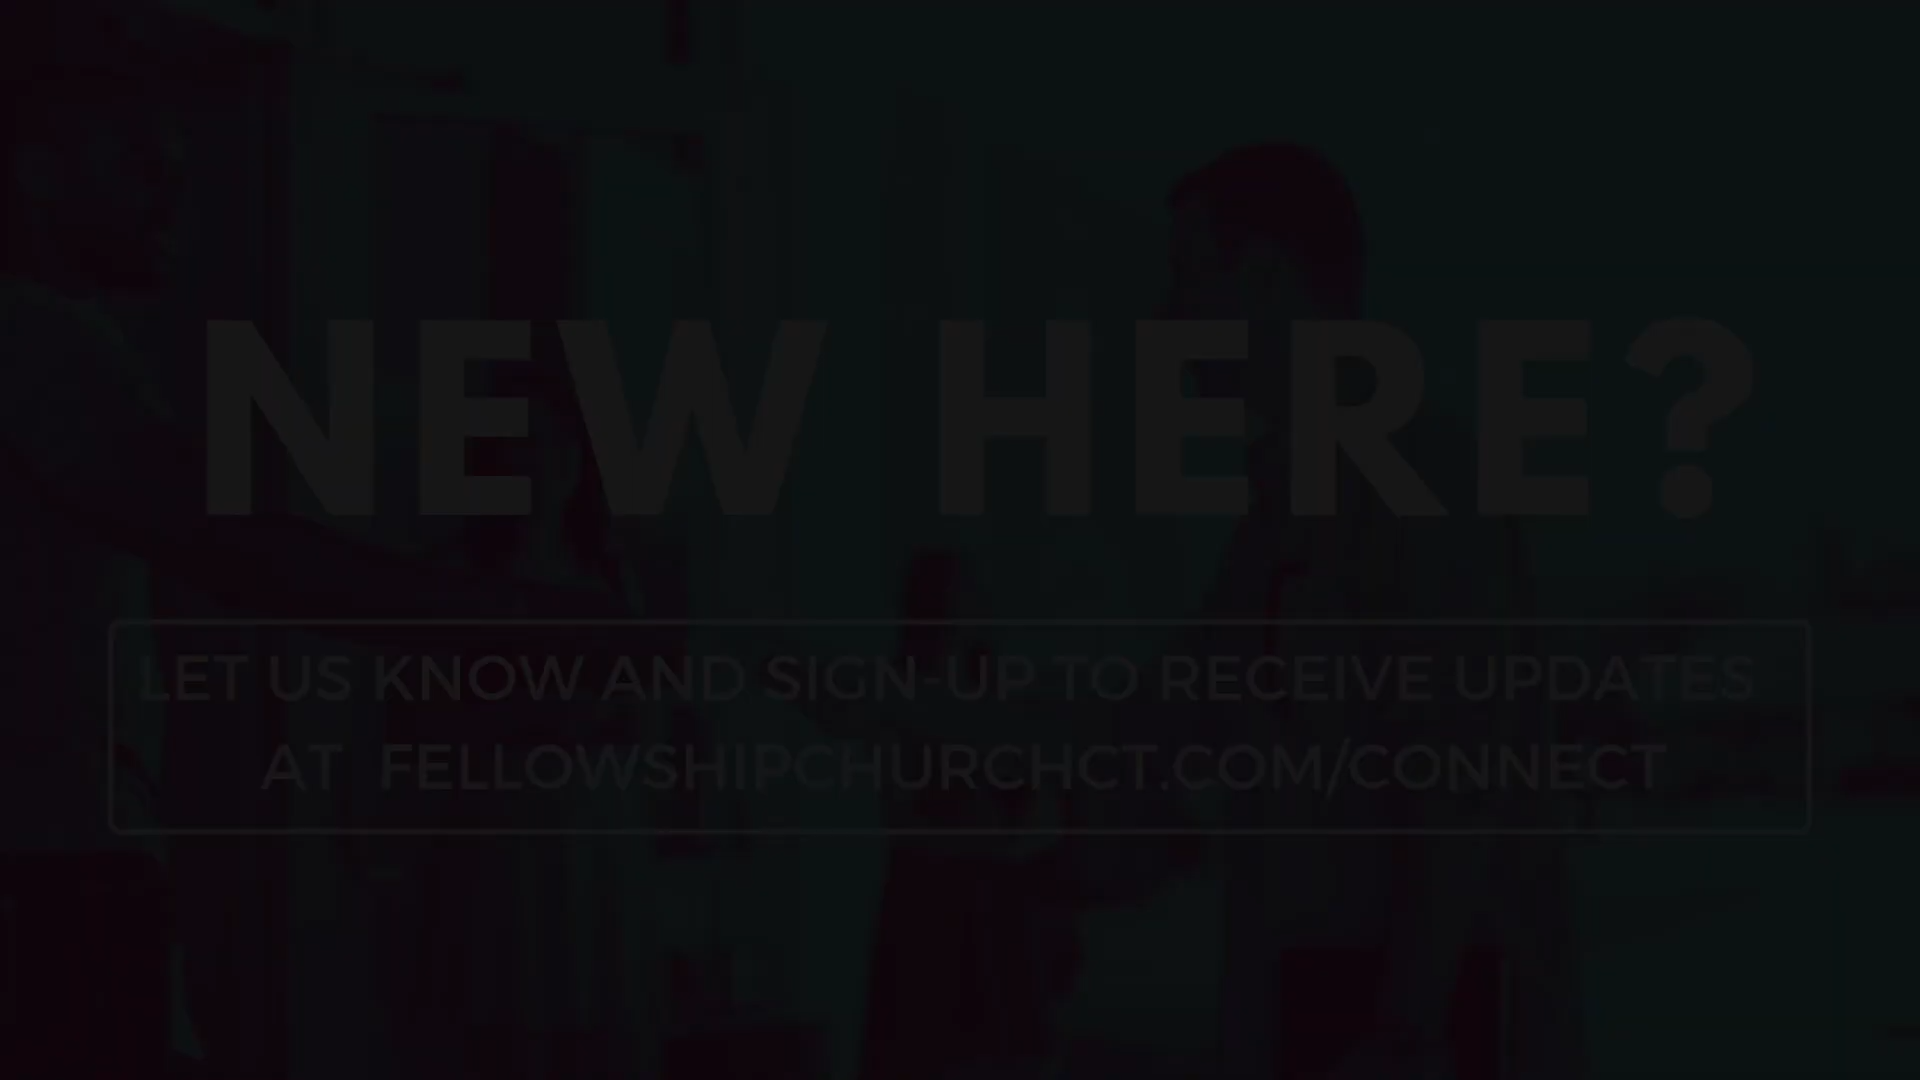 NEW HERE?
LET US KNOW AND SIGN-UP TO RECEIVE UPDATES
AT FELLOWSHIPCHURCHCT.COM/CONNECT